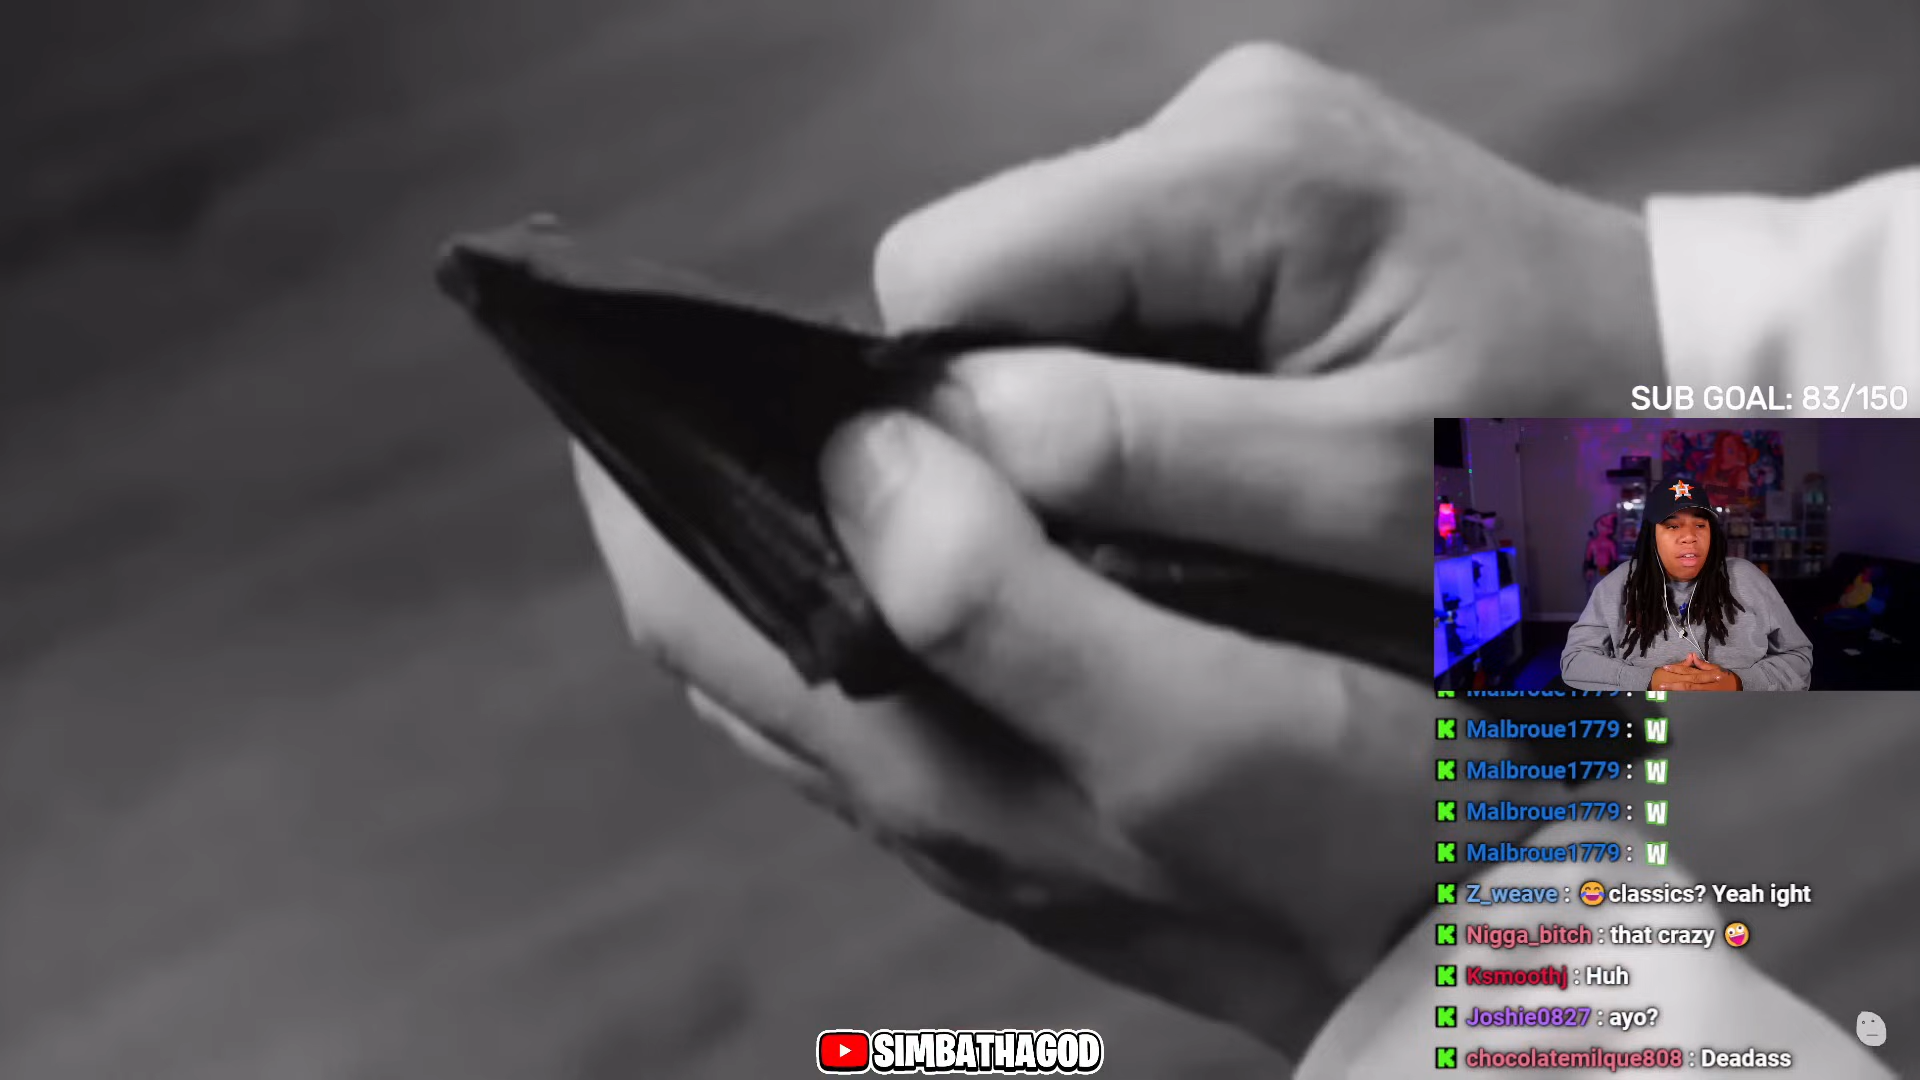 SUB GOAL: 83/150
Malbroue1779 :
Malbroue1779 : W
Malbroue1779 : W
Malbroue1779 : W
Malbroue1779 : W
Z_weave : 😂classics? Yeah ight
Nigga_bitch : that crazy 🤪
Ksmoothj : Huh
Joshie0827 : ayo?
chocolatemilque808 : Deadass
SIMBATHAGOD